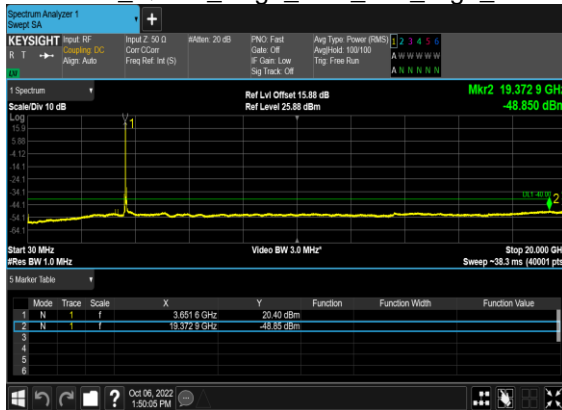 Spectrum Analyzer 1
Swept SA
+
KEYSIGHT Input: RF Input Z: 50 Ω #Atten: 20 dB PNO: Fast Avg Type: Power (RMS) 1 2 3 4 5 6
R T Coupling: DC Corr CCorr Gate: Off Avg|Hold: 100/100 A W W W W W
Align: Auto Freq Ref: Int (S) IF Gain: Low Trig: Free Run
Sig Track: Off A N N N N N
1 Spectrum Ref Lvl Offset 15.88 dB Mkr2 19.372 9 GHz
Scale/Div 10 dB Ref Level 25.88 dBm -48.850 dBm
Log
15.9
1
5.88
-4.12
-14.1
-24.1
-34.1
DL1 -40.00
2
-44.1
-54.1
-64.1
Start 30 MHz Video BW 3.0 MHz* Stop 20.000 GHz
#Res BW 1.0 MHz Sweep ~38.3 ms (40001 pts)
5 Marker Table
Mode Trace Scale X Y Function Function Width Function Value
1 N 1 f 3.651 6 GHz 20.40 dBm
2 N 1 f 19.372 9 GHz -48.85 dBm
3
4
5
6
? Oct 06, 2022
1:50:05 PM